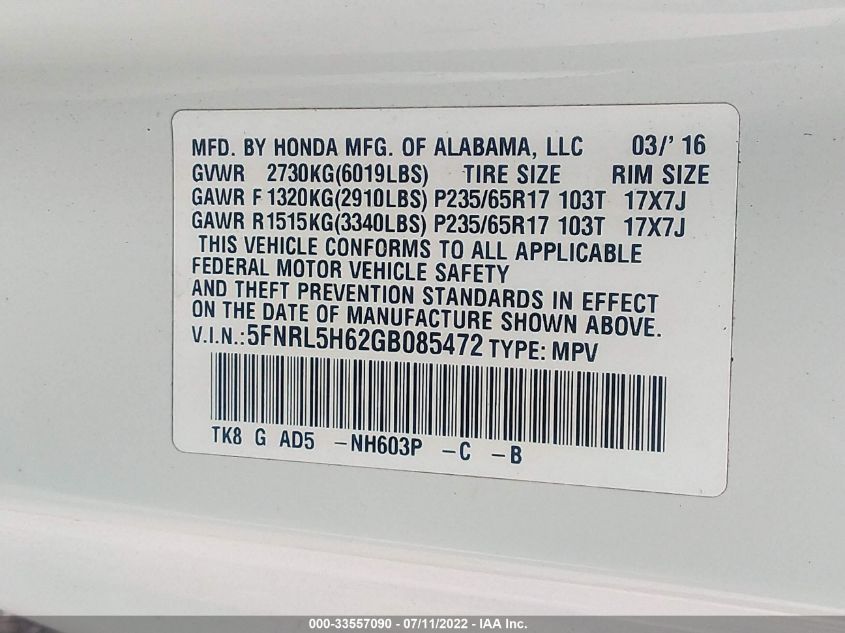 MFD. BY HONDA MFG. OF ALABAMA, LLC 03/' 16
GVWR 2730KG(6019LBS) TIRE SIZE RIM SIZE
GAWR F 1320KG(2910LBS) P235/65R17 103T 17X7J
GAWR R1515KG(3340LBS) P235/65R17 103T 17X7J
THIS VEHICLE CONFORMS TO ALL APPLICABLE
FEDERAL MOTOR VEHICLE SAFETY
AND THEFT PREVENTION STANDARDS IN EFFECT
ON THE DATE OF MANUFACTURE SHOWN ABOVE.
V.I.N.:5FNRL5H62GB085472 TYPE: MPV
TK8 G AD5 -NH603P -C -B
000-33557090 - 07/11/2022 - IAA Inc.